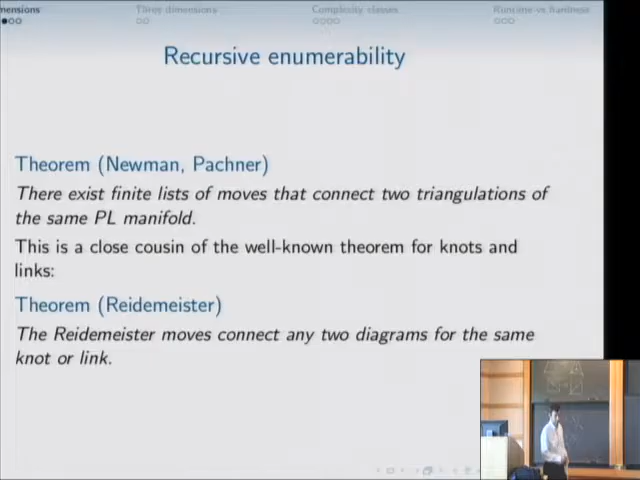 mensions Three dimensions Complexity classes Runtime vs hardness
Recursive enumerability
Theorem (Newman, Pachner)
There exist finite lists of moves that connect two triangulations of
the same PL manifold.
This is a close cousin of the well-known theorem for knots and
links:
Theorem (Reidemeister)
The Reidemeister moves connect any two diagrams for the same
knot or link.